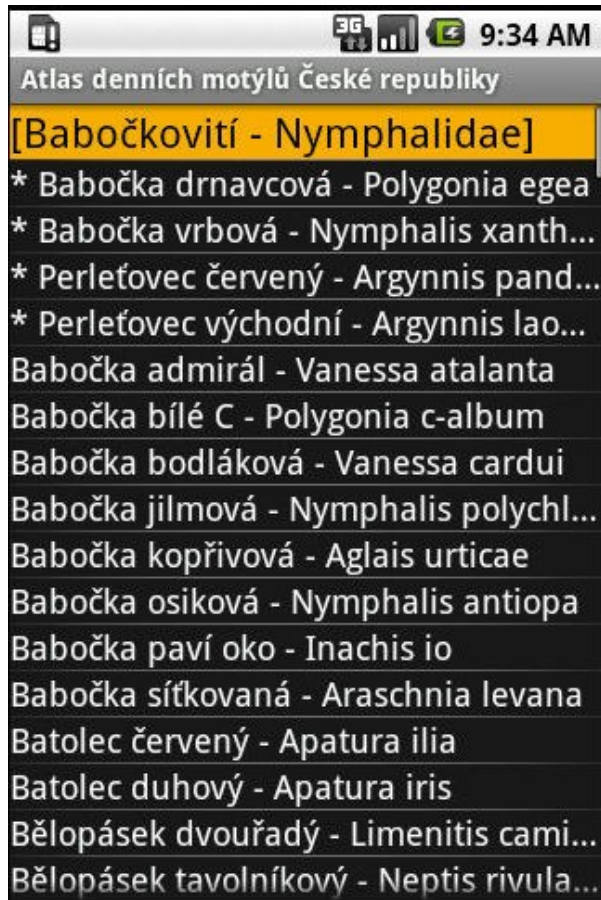 3G 9:34 AM
Atlas denních motýlů České republiky
[Babočkovití - Nymphalidae]
* Babočka drnavcová - Polygonia egea
* Babočka vrbová - Nymphalis xanth...
* Perleťovec červený - Argynnis pand...
* Perleťovec východní - Argynnis lao...
Babočka admirál - Vanessa atalanta
Babočka bílé C - Polygonia c-album
Babočka bodláková - Vanessa cardui
Babočka jilmová - Nymphalis polychl...
Babočka kopřivová - Aglais urticae
Babočka osiková - Nymphalis antiopa
Babočka paví oko - Inachis io
Babočka síťkovaná - Araschnia levana
Batolec červený - Apatura ilia
Batolec duhový - Apatura iris
Bělopásek dvouřadý - Limenitis cami...
Bělopásek tavolníkový - Neptis rivula...